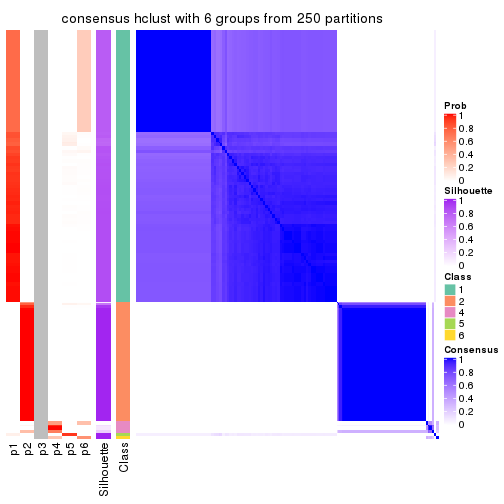 consensus hclust with 6 groups from 250 partitions
Prob
1
0.8
0.6
0.4
0.2
0
Silhouette
1
0.8
0.6
0.4
0.2
0
Class
1
2
4
5
6
Consensus
1
0.8
0.6
0.4
0.2
0
p1
p2
p3
p4
p5
p6
Silhouette
Class